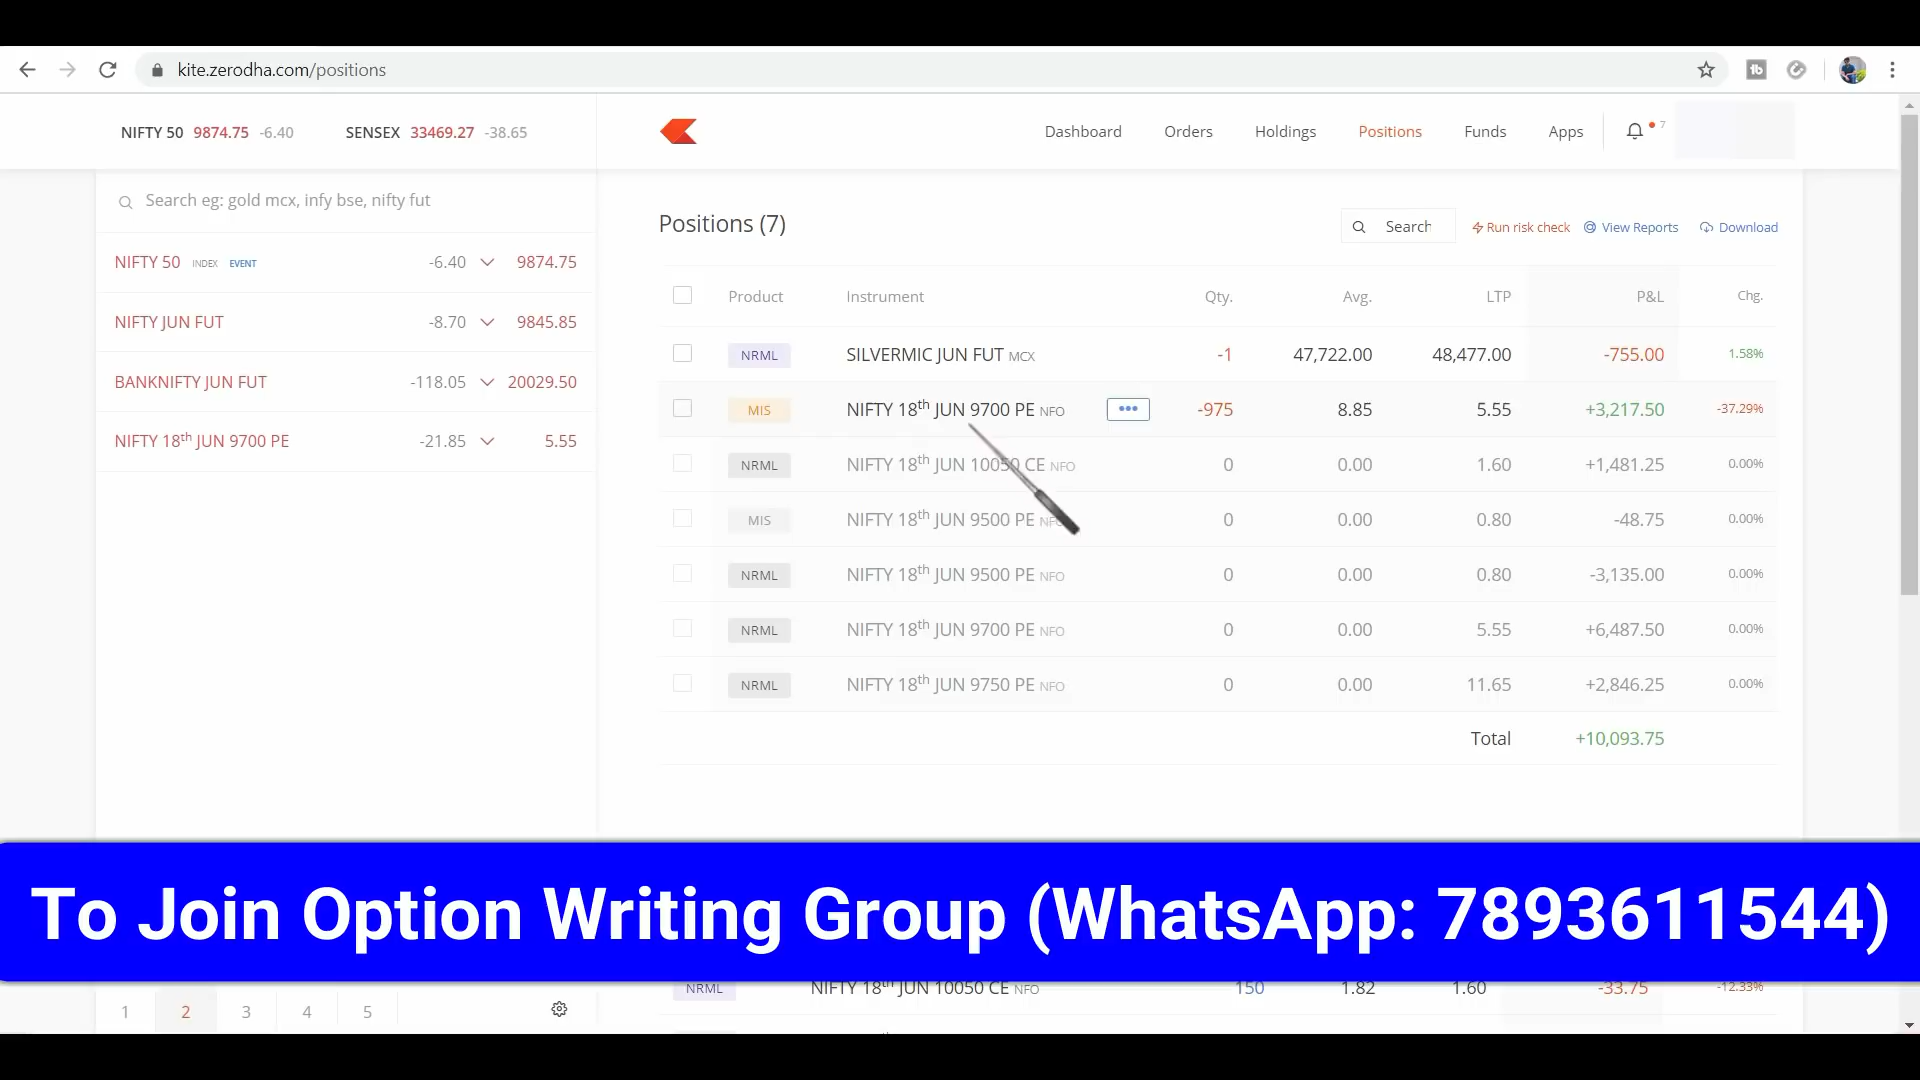 kite.zerodha.com/positions
NIFTY 50 9874.75 -6.40 SENSEX 33469.27 -38.65
Dashboard Orders Holdings Positions Funds Apps 7
Search eg: gold mcx, infy bse, nifty fut
NIFTY 50 INDEX EVENT -6.40 9874.75
NIFTY JUN FUT -8.70 9845.85
BANKNIFTY JUN FUT -118.05 20029.50
NIFTY 18th JUN 9700 PE -21.85 5.55
1 2 3 4 5
Positions (7) Search Run risk check View Reports Download
Product Instrument Qty. Avg. LTP P&L Chg.
NRML SILVERMIC JUN FUT MCX -1 47,722.00 48,477.00 -755.00 1.58%
MIS NIFTY 18th JUN 9700 PE NFO ••• -975 8.85 5.55 +3,217.50 -37.29%
NRML NIFTY 18th JUN 10050 CE NFO 0 0.00 1.60 +1,481.25 0.00%
MIS NIFTY 18th JUN 9500 PE NFO 0 0.00 0.80 -48.75 0.00%
NRML NIFTY 18th JUN 9500 PE NFO 0 0.00 0.80 -3,135.00 0.00%
NRML NIFTY 18th JUN 9700 PE NFO 0 0.00 5.55 +6,487.50 0.00%
NRML NIFTY 18th JUN 9750 PE NFO 0 0.00 11.65 +2,846.25 0.00%
Total +10,093.75
To Join Option Writing Group (WhatsApp: 7893611544)
NRML NIFTY 18th JUN 10050 CE NFO 150 1.82 1.60 -33.75 -12.33%